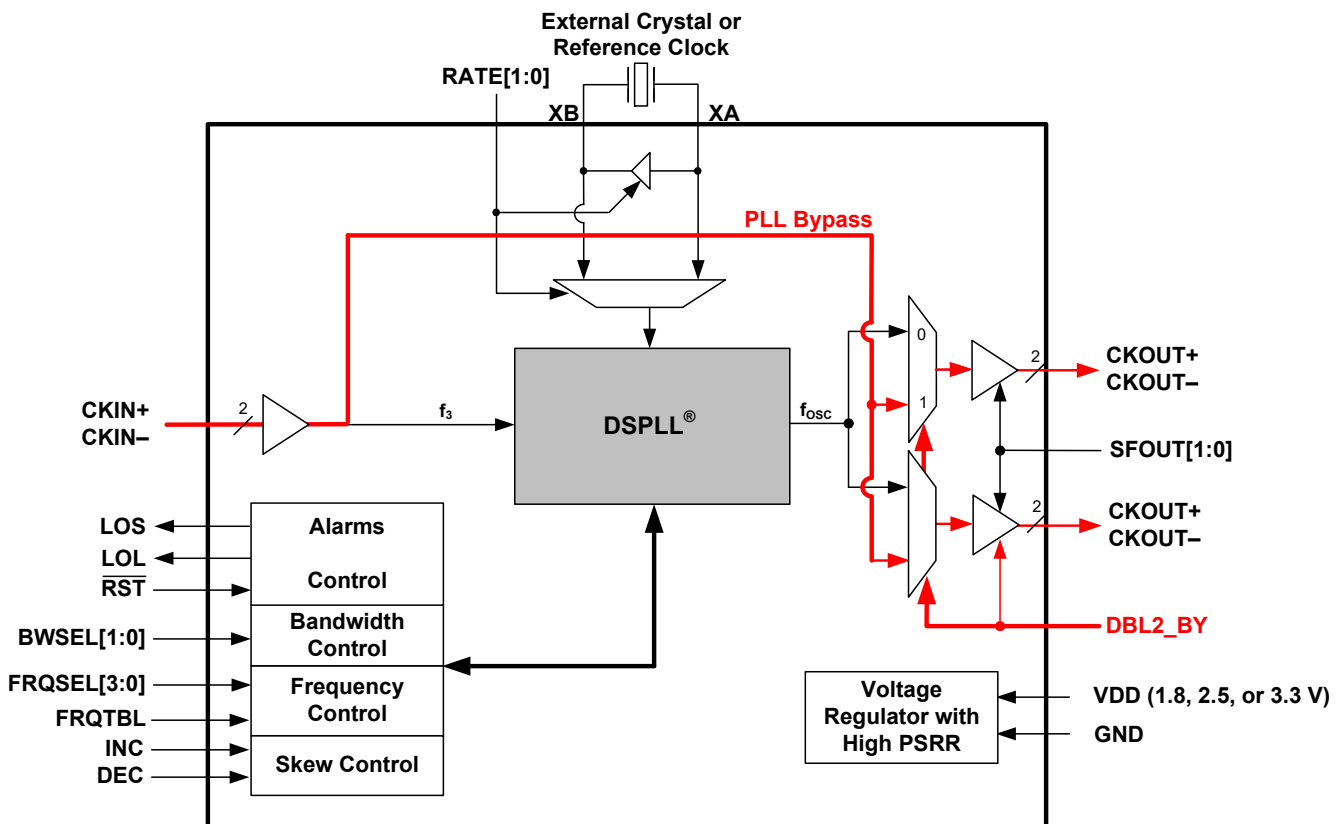 External Crystal or
Reference Clock
RATE[1:0]
XB
XA
PLL Bypass
0
1
2
CKOUT+
CKOUT–
CKIN+
CKIN–
2
f3
DSPLL®
fOSC
SFOUT[1:0]
2
CKOUT+
CKOUT–
LOS
LOL
RST
BWSEL[1:0]
FRQSEL[3:0]
FRQTBL
INC
DEC
Alarms
Control
Bandwidth
Control
Frequency
Control
Skew Control
DBL2_BY
Voltage
Regulator with
High PSRR
VDD (1.8, 2.5, or 3.3 V)
GND